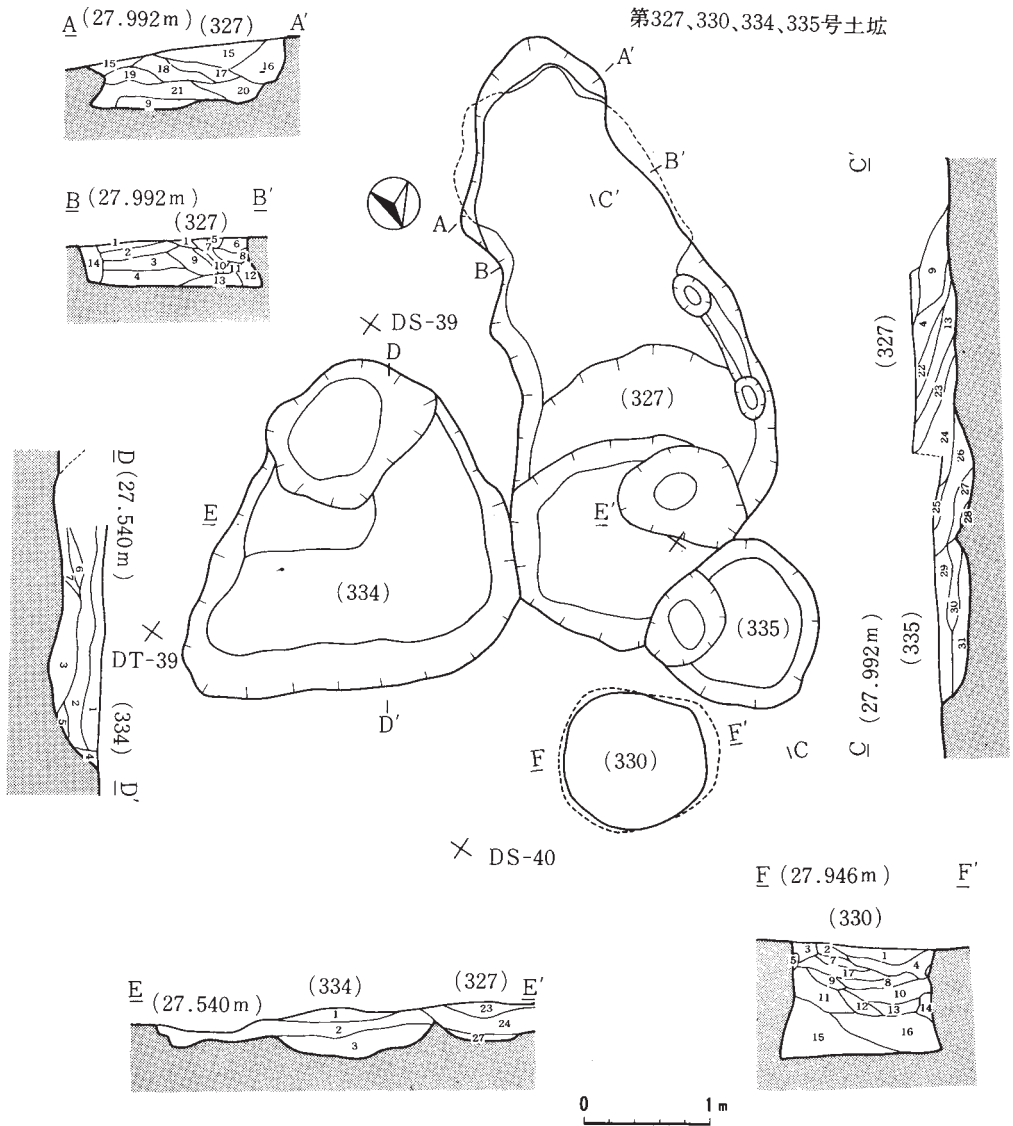 第327、330、334、335号土坑
A (27.992m) (327) A'
15 15 16 18 17 19 21 20 9
B (27.992m) B'
(327)
1 1 5 6 2 7 8 14 3 9 10 11 12 4 13
A'
B'
C'
A
B
DS-39
D
(327)
E
E'
(334)
(335)
DT-39
D'
F
F'
(330)
C
DS-40
D (27.540m)
(334)
D'
6 7 3 2 1 5 4
C'
(327)
9 4 13 22 23 24 26 25 27 28
(335)
29 30 31
C (27.992m)
E (27.540m) (334) (327) E'
1 2 3 23 24 27
F (27.946m) F'
(330)
3 2 1 5 7 4 17 9 8 10 11 12 13 14 15 16
0 1 m